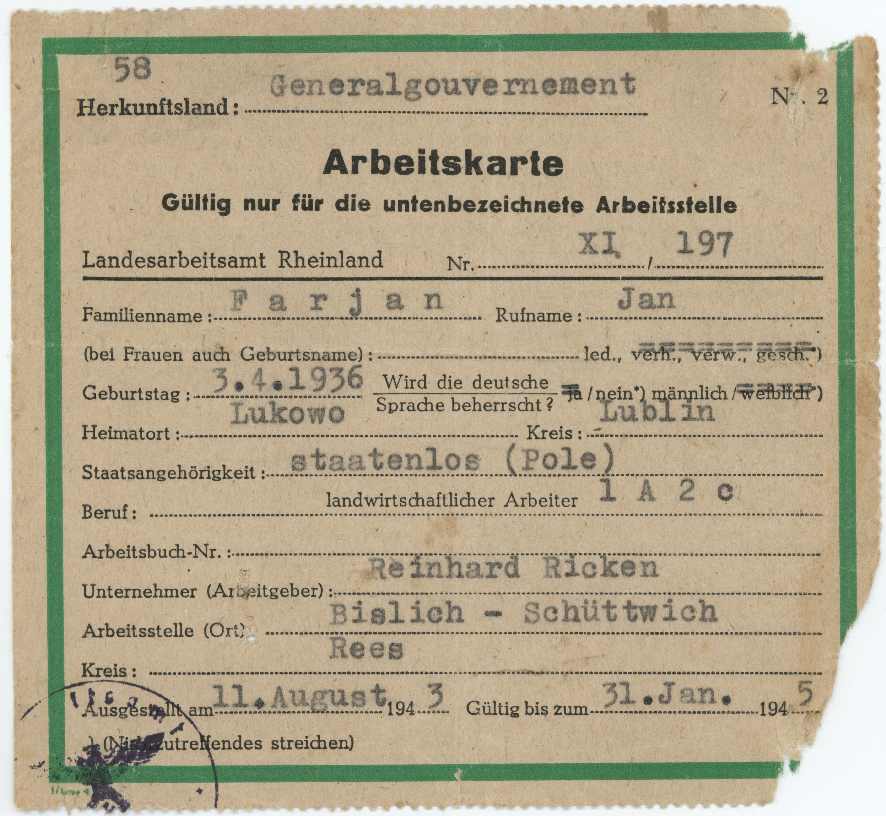 58
Generalgouvernement
Herkunftsland: Nr. 2
Arbeitskarte
Gültig nur für die untenbezeichnete Arbeitsstelle
Landesarbeitsamt Rheinland Nr. XI / 197
Familienname: Farjan Rufname: Jan
(bei Frauen auch Geburtsname): led., verh., verw., gesch.*)
Geburtstag: 3.4.1936 Wird die deutsche Sprache beherrscht? ja/nein*) männlich/weiblich*)
Heimatort: Lukowo Kreis: Lublin
Staatsangehörigkeit: staatenlos (Pole)
Beruf: landwirtschaftlicher Arbeiter 1 A 2 c
Arbeitsbuch-Nr.:
Unternehmer (Arbeitgeber): Reinhard Ricken
Arbeitsstelle (Ort) Bislich - Schüttwich
Kreis: Rees
Ausgestellt am 11.August 1943 Gültig bis zum 31.Jan. 1945
) (Nichtzutreffendes streichen)